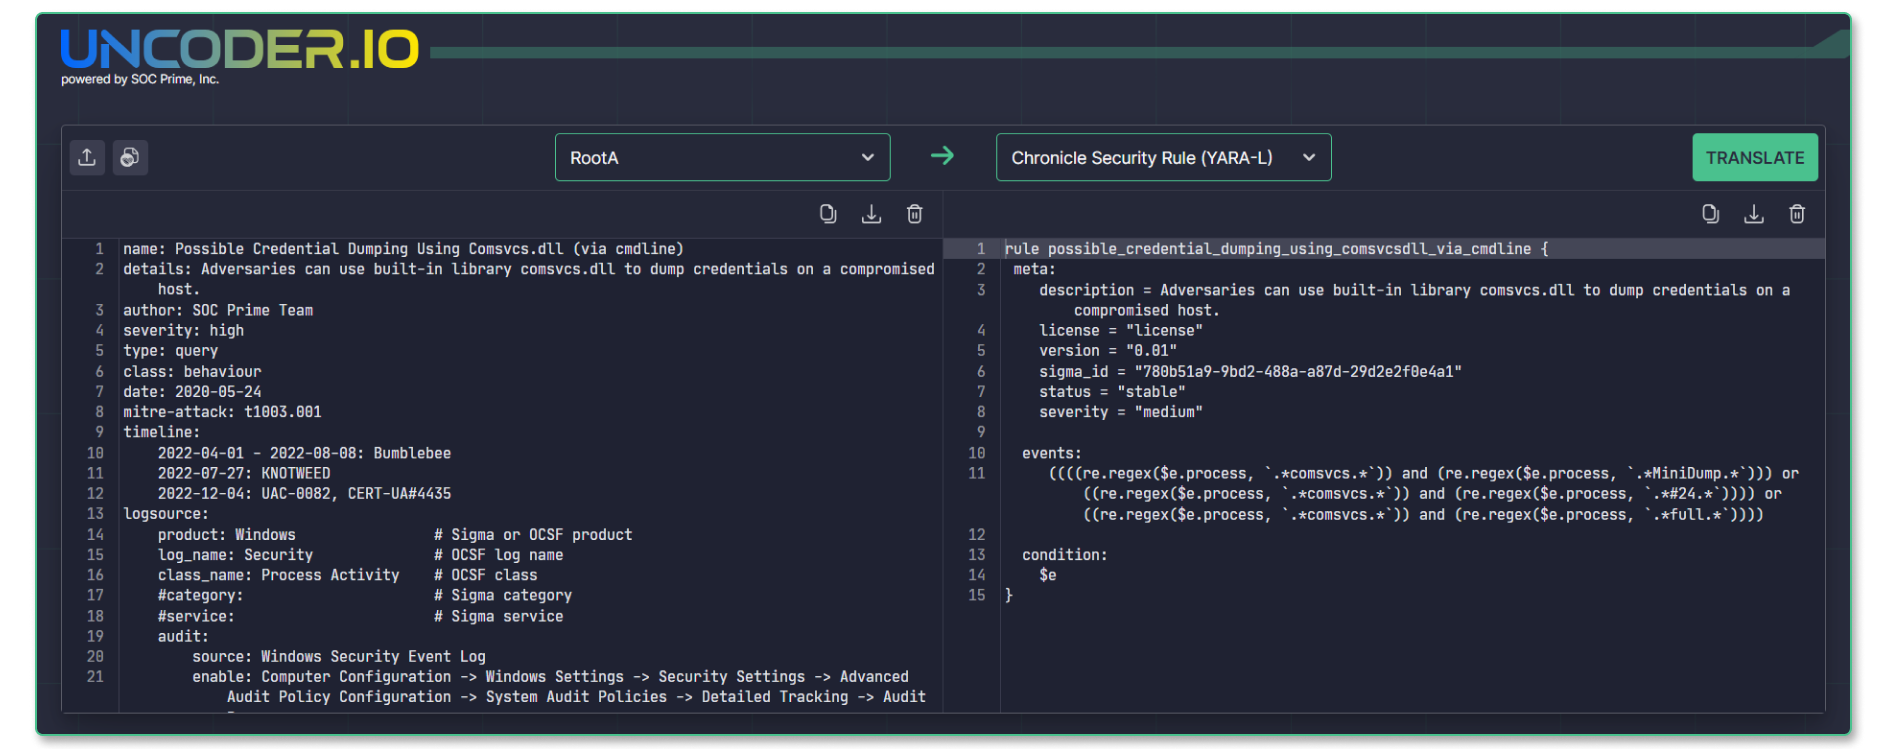 UNCODER.IO
powered by SOC Prime, Inc.
RootA
Chronicle Security Rule (YARA-L)
TRANSLATE
1 name: Possible Credential Dumping Using Comsvcs.dll (via cmdline)
2 details: Adversaries can use built-in library comsvcs.dll to dump credentials on a compromised
host.
3 author: SOC Prime Team
4 severity: high
5 type: query
6 class: behaviour
7 date: 2020-05-24
8 mitre-attack: t1003.001
9 timeline:
10 2022-04-01 - 2022-08-08: Bumblebee
11 2022-07-27: KNOTWEED
12 2022-12-04: UAC-0082, CERT-UA#4435
13 logsource:
14 product: Windows # Sigma or OCSF product
15 log_name: Security # OCSF log name
16 class_name: Process Activity # OCSF class
17 #category: # Sigma category
18 #service: # Sigma service
19 audit:
20 source: Windows Security Event Log
21 enable: Computer Configuration -> Windows Settings -> Security Settings -> Advanced
Audit Policy Configuration -> System Audit Policies -> Detailed Tracking -> Audit
1 rule possible_credential_dumping_using_comsvcsdll_via_cmdline {
2 meta:
3 description = Adversaries can use built-in library comsvcs.dll to dump credentials on a
compromised host.
4 license = "license"
5 version = "0.01"
6 sigma_id = "780b51a9-9bd2-488a-a87d-29d2e2f0e4a1"
7 status = "stable"
8 severity = "medium"
9
10 events:
11 ((((re.regex($e.process, `.*comsvcs.*`)) and (re.regex($e.process, `.*MiniDump.*`))) or
((re.regex($e.process, `.*comsvcs.*`)) and (re.regex($e.process, `.*#24.*`)))) or
((re.regex($e.process, `.*comsvcs.*`)) and (re.regex($e.process, `.*full.*`))))
12
13 condition:
14 $e
15 }